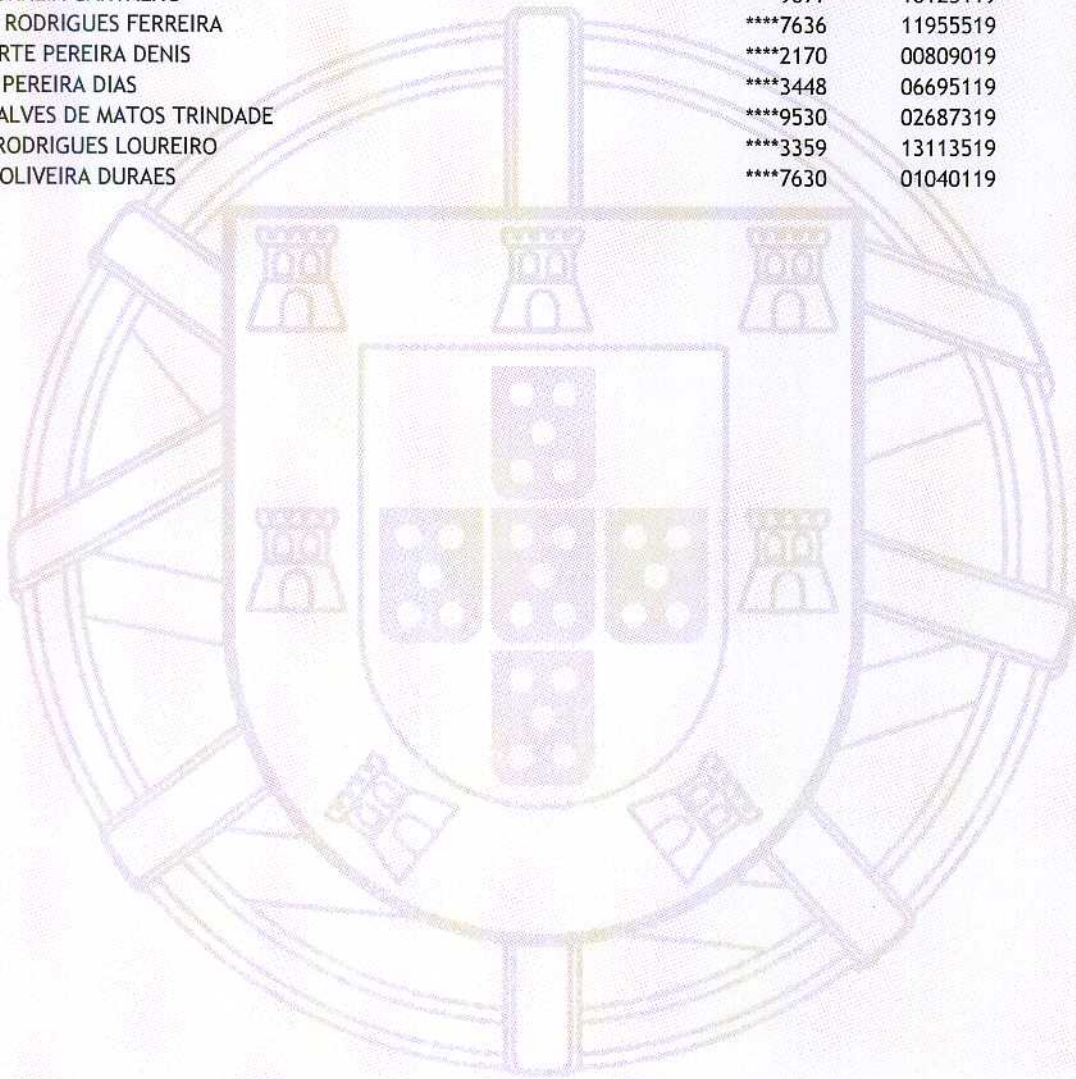 RODRIGUES FERREIRA ****7636 11955519
RTE PEREIRA DENIS ****2170 00809019
PEREIRA DIAS ****3448 06695119
ALVES DE MATOS TRINDADE ****9530 02687319
RODRIGUES LOUREIRO ****3359 13113519
OLIVEIRA DURAES ****7630 01040119